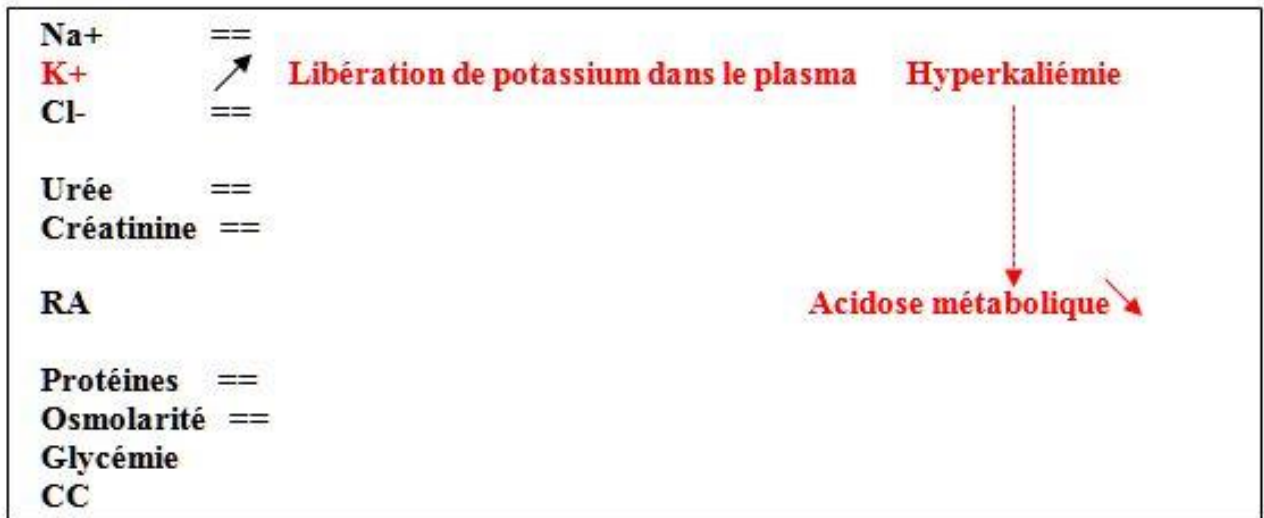 Na+ ==
K+ Libération de potassium dans le plasma Hyperkaliémie
Cl- ==
Urée ==
Créatinine ==
RA Acidose métabolique
Protéines ==
Osmolarité ==
Glycémie
CC